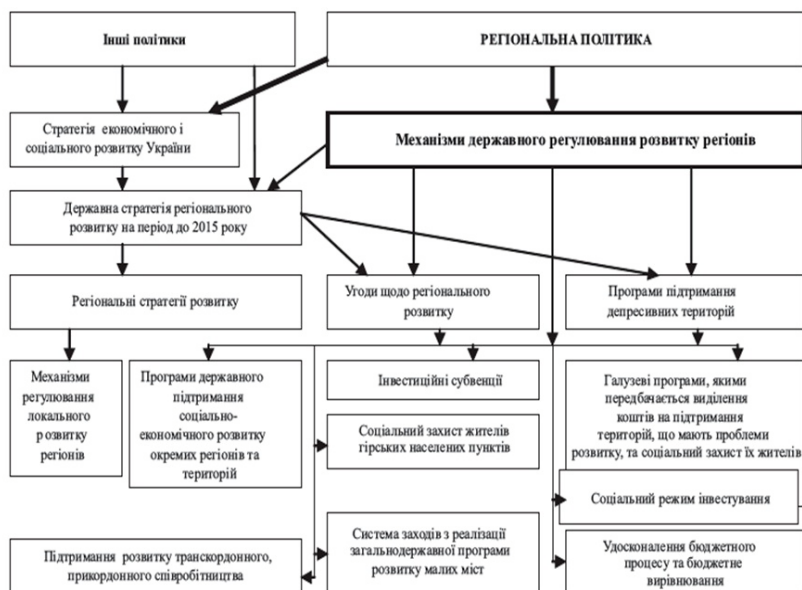 Інші політики
РЕГІОНАЛЬНА ПОЛІТИКА
Стратегія економічного і
соціального розвитку України
Механізми державного регулювання розвитку регіонів
Державна стратегія регіонального
розвитку на період до 2015 року
Регіональні стратегії розвитку
Угоди щодо регіонального
розвитку
Програми підтримання
депресивних територій
Механізми
регулювання
локального
розвитку
регіонів
Програми державного
підтримання
соціально-
економічного розвитку
окремих регіонів та
територій
Інвестиційні субвенції
Галузеві програми, якими
передбачається виділення
коштів на підтримання
територій, що мають проблеми
розвитку, та соціальний захист їх жителів
Соціальний захист жителів
гірських населених пунктів
Соціальний режим інвестування
Підтримання розвитку транскордонного,
прикордонного співробітництва
Система заходів з реалізації
загальнодержавної програми
розвитку малих міст
Удосконалення бюджетного
процесу та бюджетне
вирівнювання